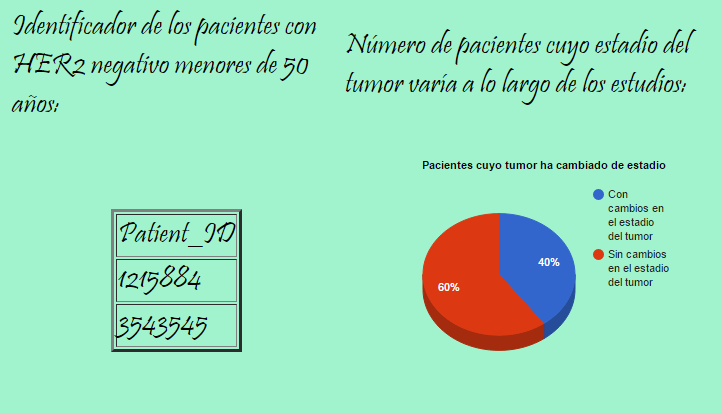 Identificador de los pacientes con
HER2 negativo menores de 50
años:
Patient_ID
1215884
3543545
Número de pacientes cuyo estadio del
tumor varía a lo largo de los estudios:
Pacientes cuyo tumor ha cambiado de estadio
40%
60%
Con
cambios en
el estadio
del tumor
Sin cambios
en el estadio
del tumor